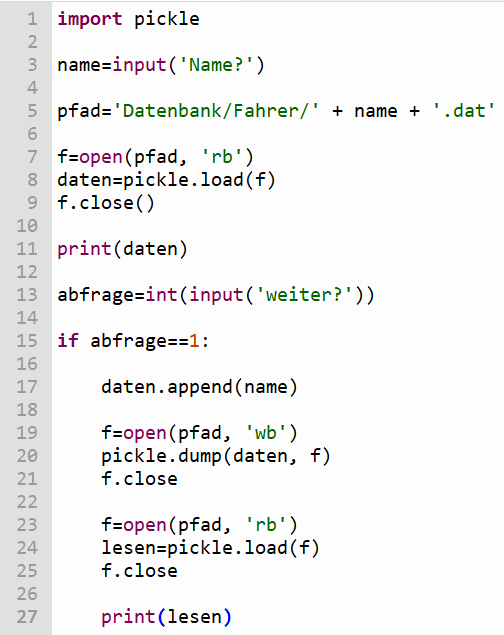 1 import pickle
2
3 name=input('Name?')
4
5 pfad='Datenbank/Fahrer/' + name + '.dat'
6
7 f=open(pfad, 'rb')
8 daten=pickle.load(f)
9 f.close()
10
11 print(daten)
12
13 abfrage=int(input('weiter?'))
14
15 if abfrage==1:
16
17     daten.append(name)
18
19     f=open(pfad, 'wb')
20     pickle.dump(daten, f)
21     f.close
22
23     f=open(pfad, 'rb')
24     lesen=pickle.load(f)
25     f.close
26
27     print(lesen)